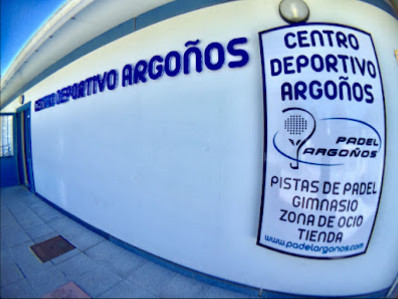 CENTRO DEPORTIVO ARGOÑOS
CENTRO
DEPORTIVO
ARGOÑOS
PADEL
ARGOÑOS
PISTAS DE PADEL
GIMNASIO
ZONA DE OCIO
TIENDA
www.padelargonos.com